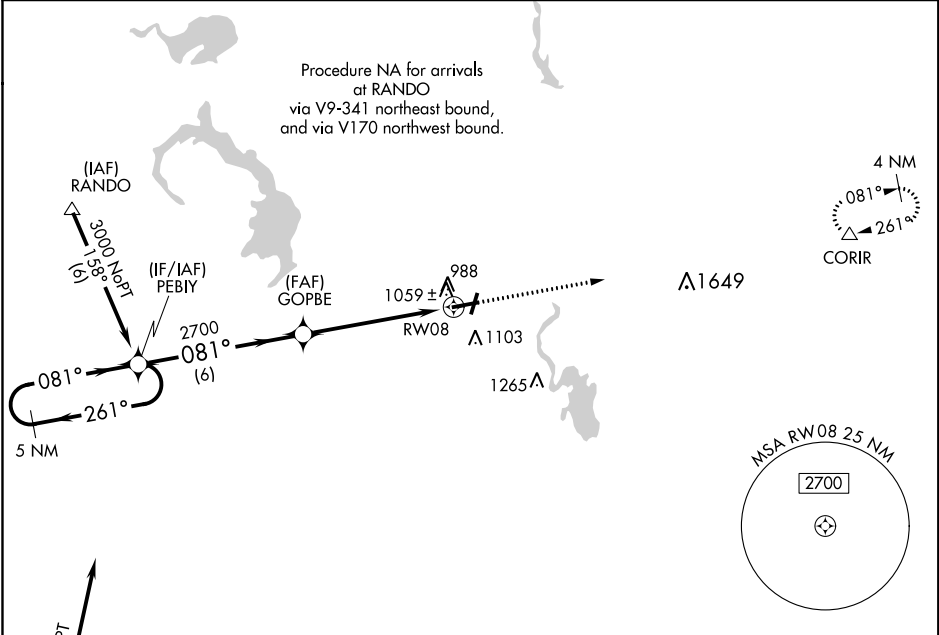 Procedure NA for arrivals
at RANDO
via V9-341 northeast bound,
and via V170 northwest bound.
(IAF)
RANDO
3000 NoPT
158°
(6)
(IF/IAF)
PEBIY
(FAF)
GOPBE
2700
081°
(6)
081°
261°
5 NM
988
1059 ±
RW08
1103
1265
1649
4 NM
081°
261°
CORIR
MSA RW08 25 NM
2700
PT